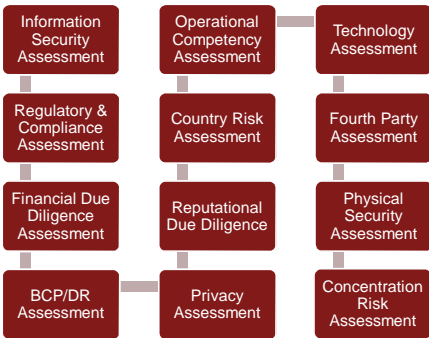 Information
Security
Assessment
Regulatory &
Compliance
Assessment
Financial Due
Diligence
Assessment
BCP/DR
Assessment
Privacy
Assessment
Reputational
Due Diligence
Country Risk
Assessment
Operational
Competency
Assessment
Technology
Assessment
Fourth Party
Assessment
Physical
Security
Assessment
Concentration
Risk
Assessment